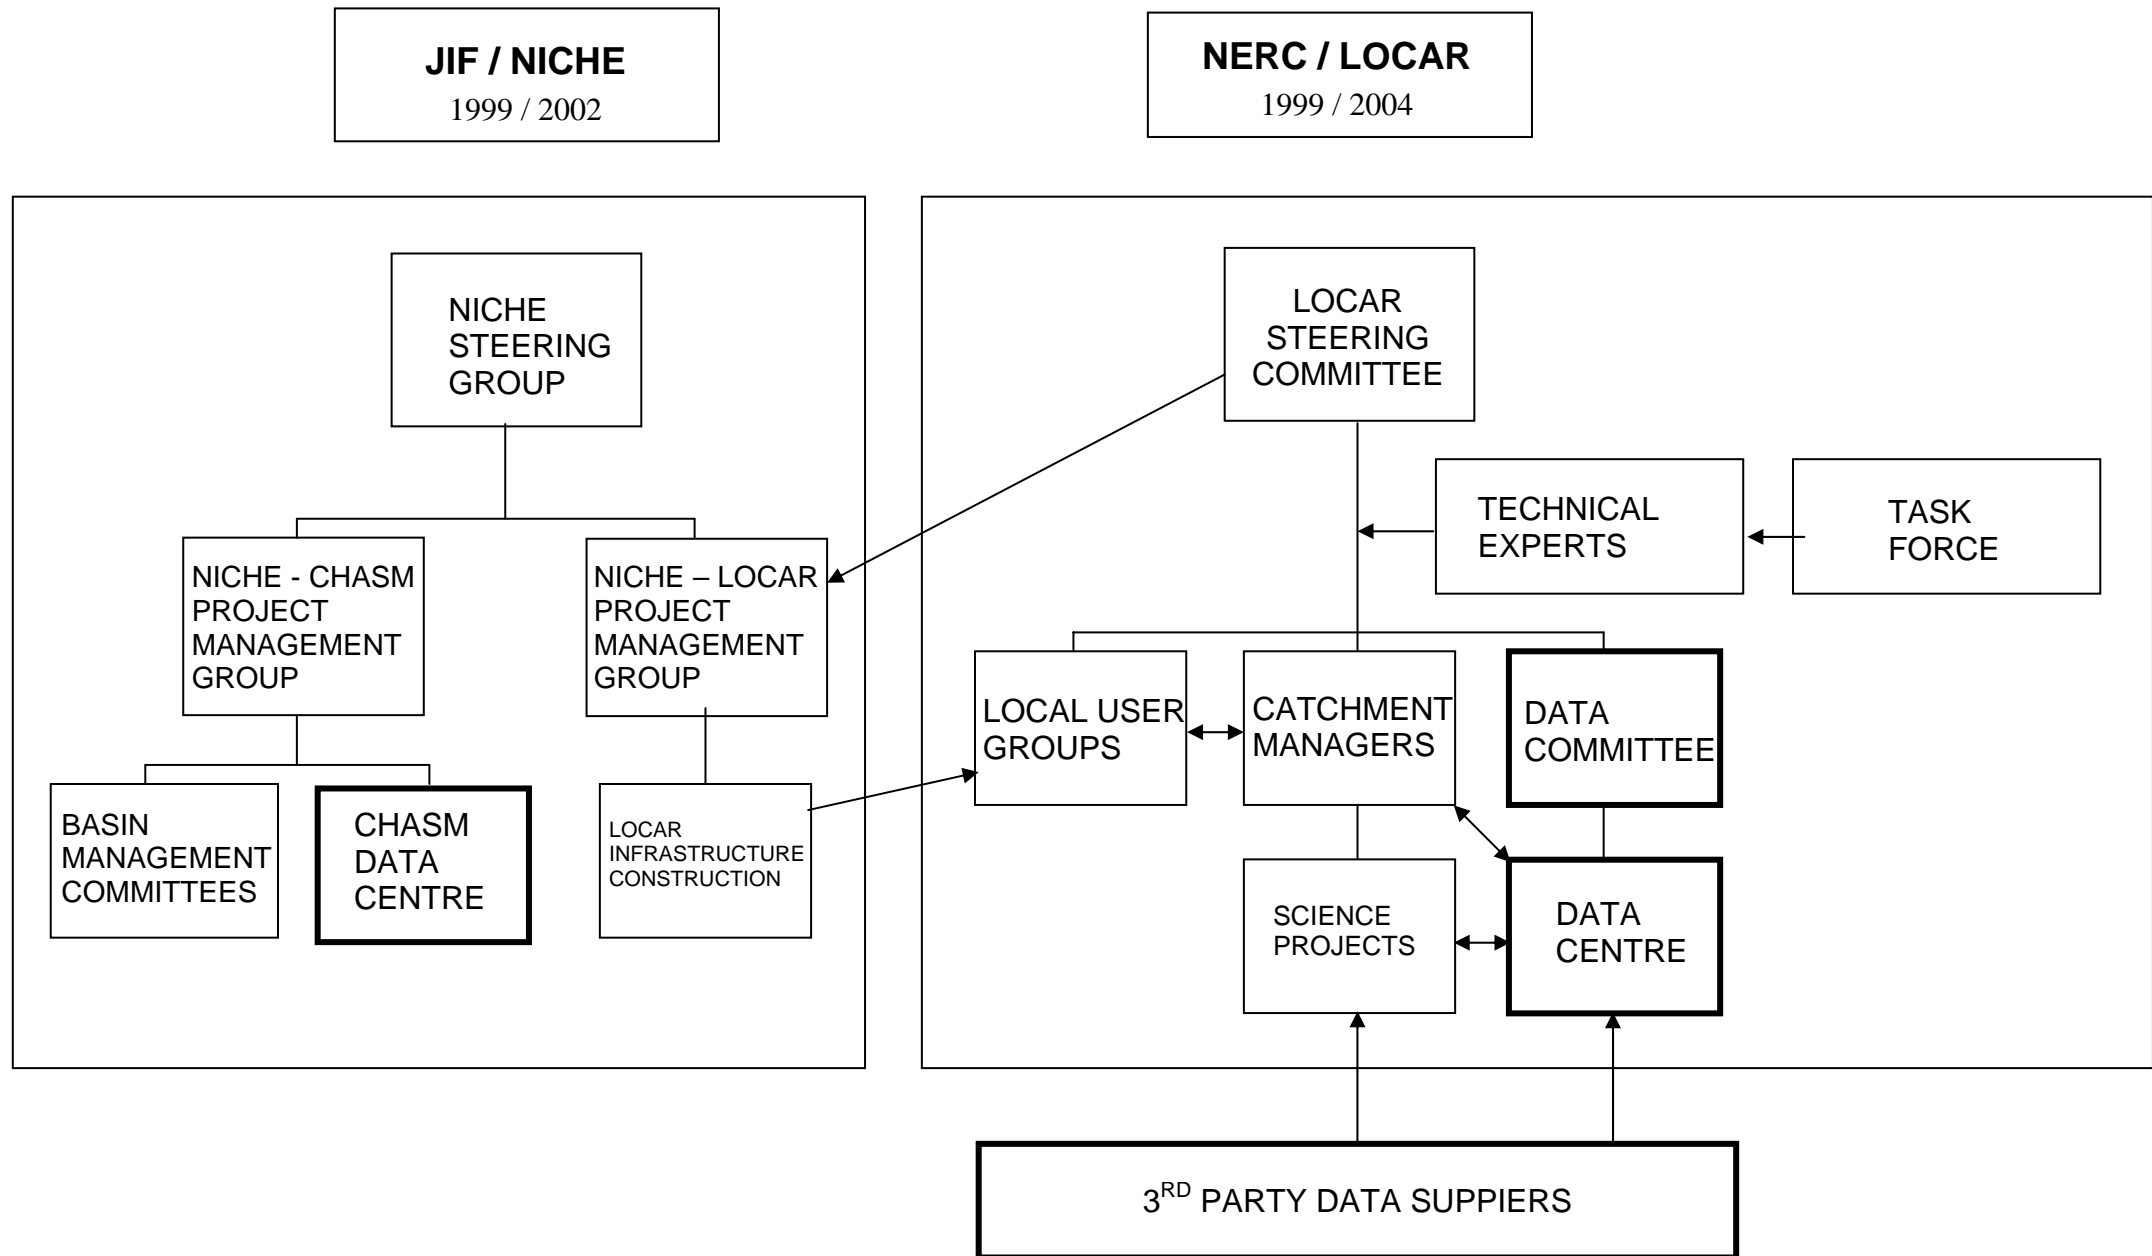 JIF / NICHE
1999 / 2002
NERC / LOCAR
1999 / 2004
NICHE
STEERING
GROUP
LOCAR
STEERING
COMMITTEE
TECHNICAL
EXPERTS
TASK
FORCE
NICHE - CHASM
PROJECT
MANAGEMENT
GROUP
NICHE – LOCAR
PROJECT
MANAGEMENT
GROUP
LOCAL USER
GROUPS
CATCHMENT
MANAGERS
DATA
COMMITTEE
BASIN
MANAGEMENT
COMMITTEES
CHASM
DATA
CENTRE
LOCAR
INFRASTRUCTURE
CONSTRUCTION
SCIENCE
PROJECTS
DATA
CENTRE
3RD PARTY DATA SUPPIERS